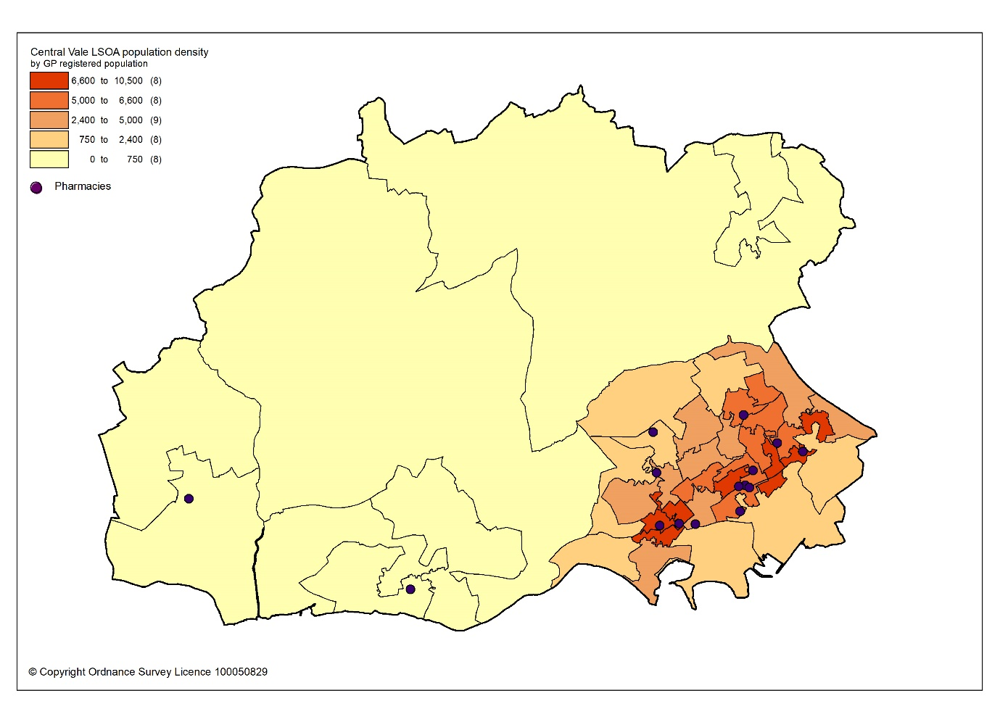 Central Vale LSOA population density
by GP registered population
6,600 to 10,500 (8)
5,000 to 6,600 (8)
2,400 to 5,000 (9)
750 to 2,400 (8)
0 to 750 (8)
Pharmacies
© Copyright Ordnance Survey Licence 100050829